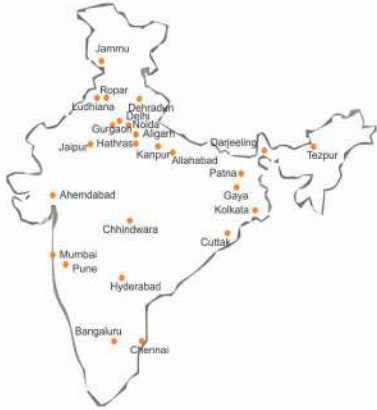 Jammu
Ropar
Ludhiana
Dehradun
Delhi
Gurgaon
Noida
Aligarh
Jaipur
Hathras
Kanpur
Allahabad
Darjeeling
Tezpur
Patna
Gaya
Kolkata
Ahemdabad
Chhindwara
Cuttak
Mumbai
Pune
Hyderabad
Bangaluru
Chennai